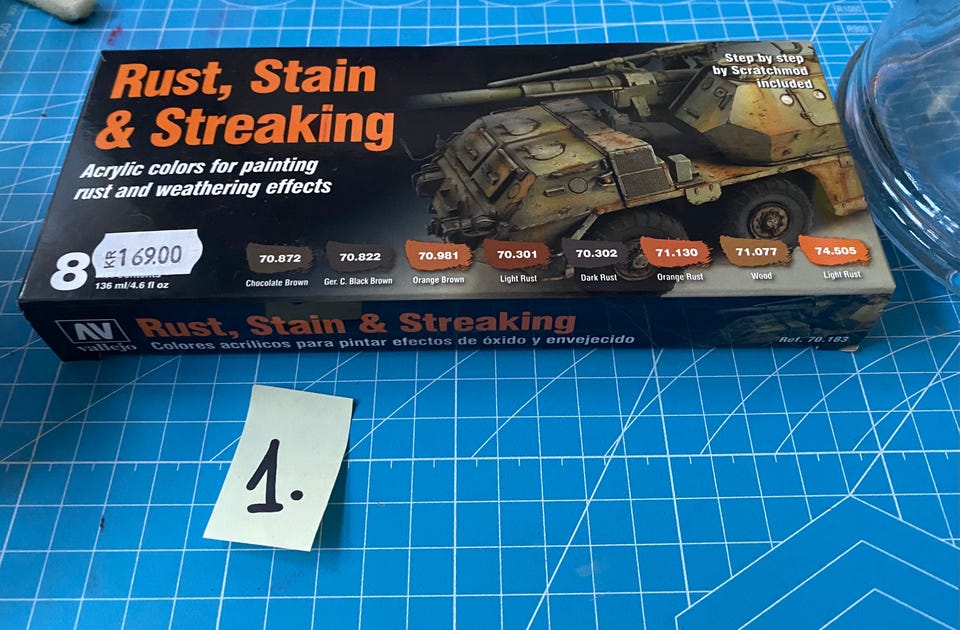 Rust, Stain
& Streaking
Acrylic colors for painting
rust and weathering effects
Step by step
by Scratchmod
included
8
KR 169.00
136 ml/4.6 fl oz
70.872
Chocolate Brown
70.822
Ger. C. Black Brown
70.981
Orange Brown
70.301
Light Rust
70.302
Dark Rust
71.130
Orange Rust
71.077
Wood
74.505
Light Rust
AV
vallejo
Rust, Stain & Streaking
Colores acrílicos para pintar efectos de óxido y envejecido
Ref. 70.183
1.
R1000
R900